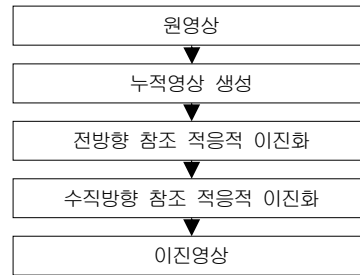 원영상
누적영상 생성
전방향 참조 적응적 이진화
수직방향 참조 적응적 이진화
이진영상